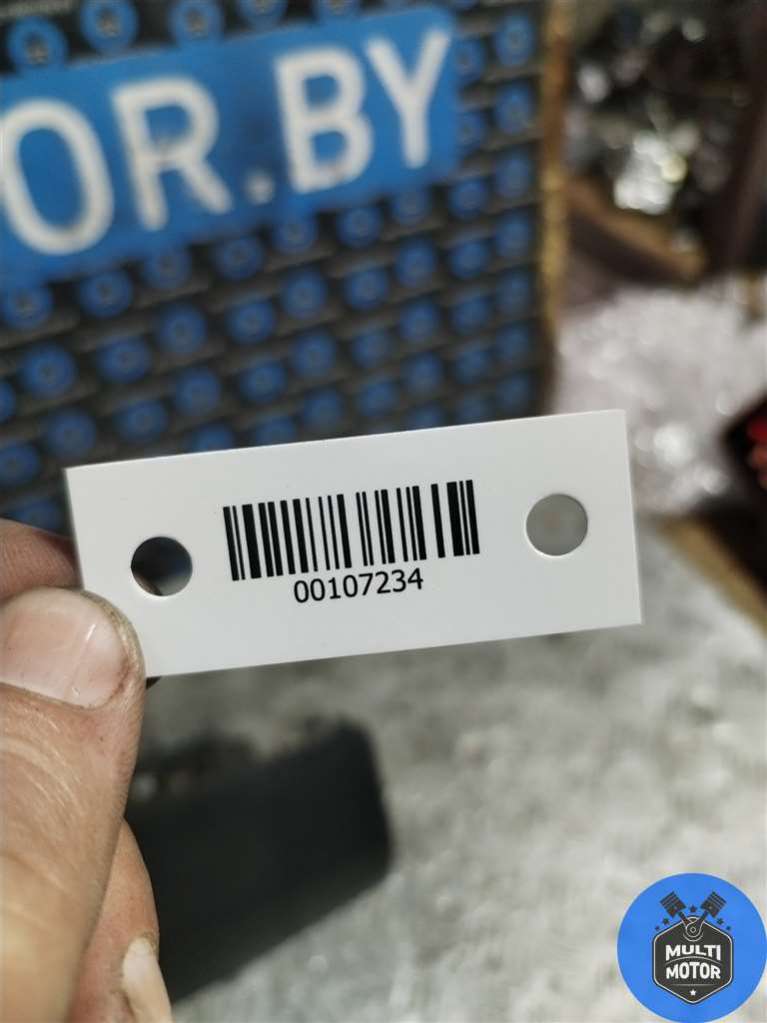 OR.BY
00107234
MULTI
MOTOR